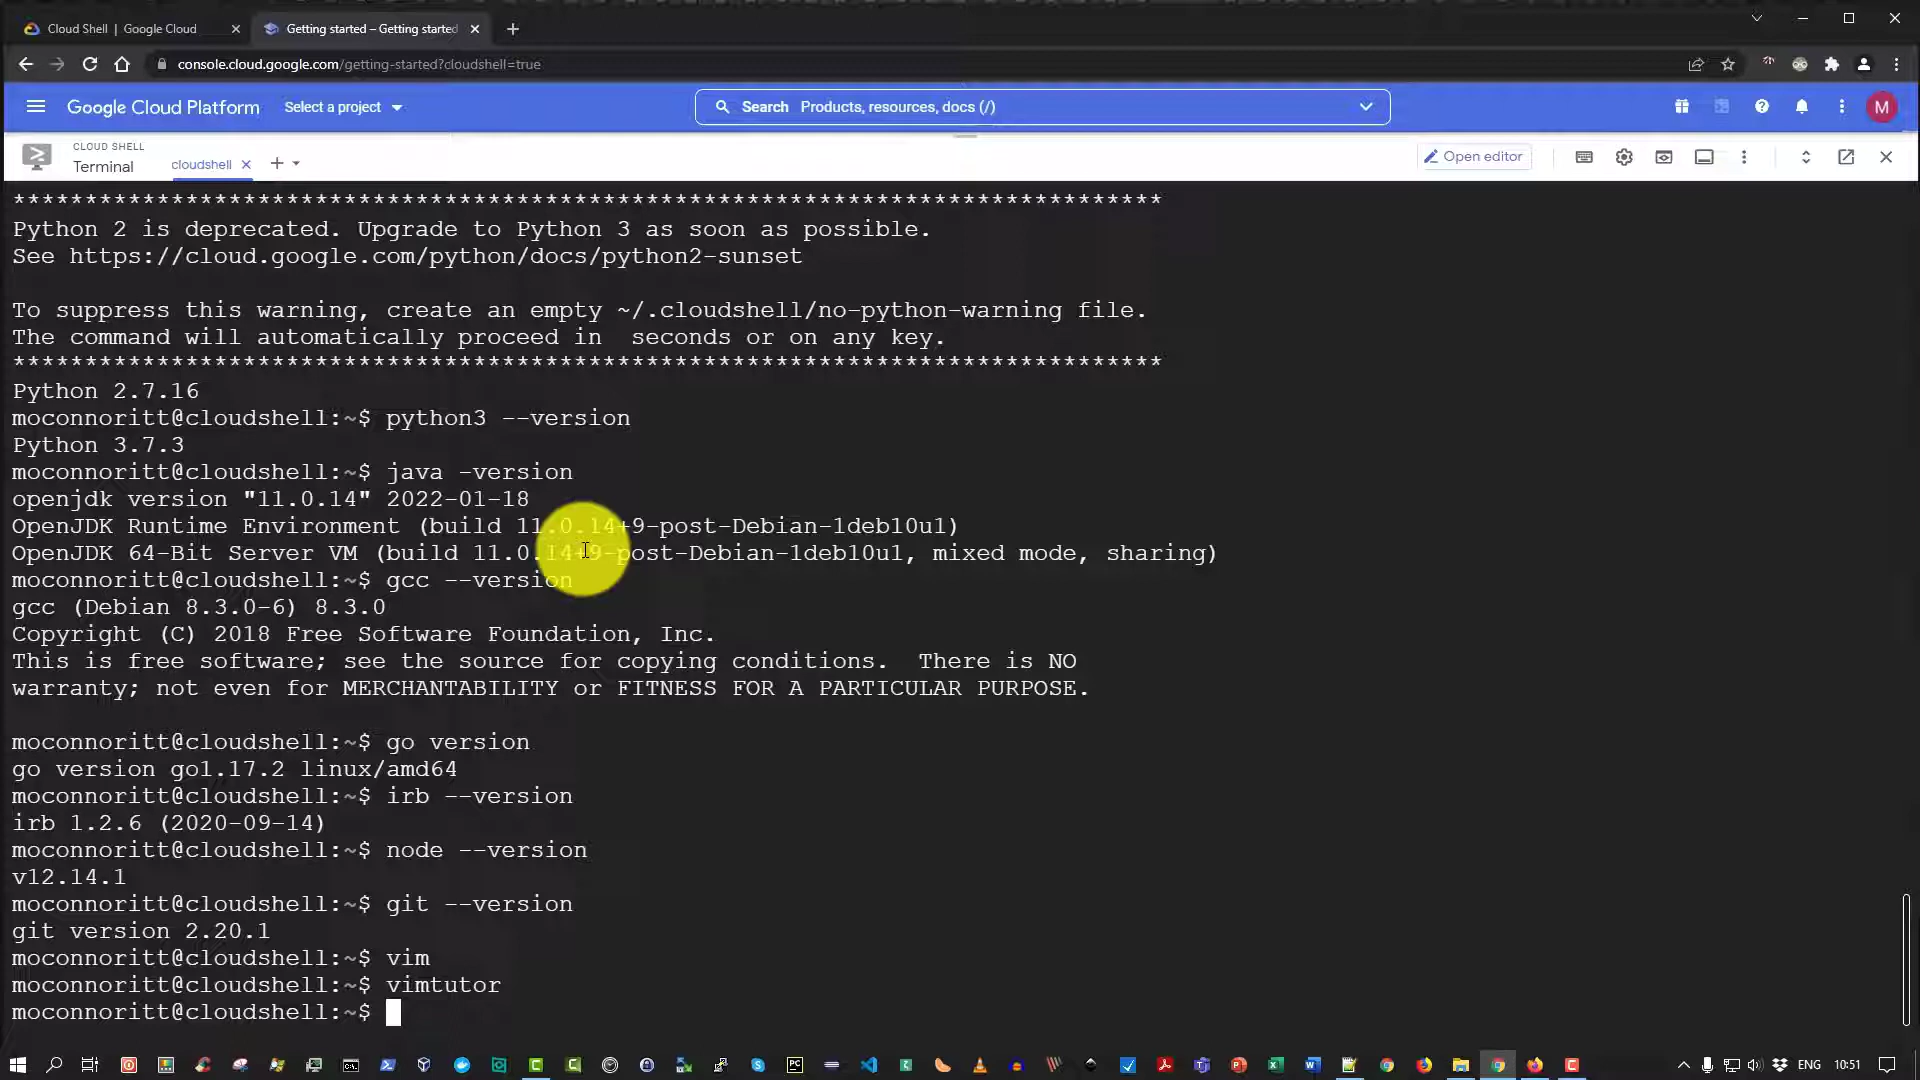 Cloud Shell | Google Cloud
Getting started – Getting started
console.cloud.google.com/getting-started?cloudshell=true
Google Cloud Platform
Select a project
Search Products, resources, docs (/)
M
CLOUD SHELL
Terminal
cloudshell
Open editor
********************************************************************************
Python 2 is deprecated. Upgrade to Python 3 as soon as possible.
See https://cloud.google.com/python/docs/python2-sunset
To suppress this warning, create an empty ~/.cloudshell/no-python-warning file.
The command will automatically proceed in  seconds or on any key.
********************************************************************************
Python 2.7.16
moconnoritt@cloudshell:~$ python3 --version
Python 3.7.3
moconnoritt@cloudshell:~$ java -version
openjdk version "11.0.14" 2022-01-18
OpenJDK Runtime Environment (build 11.0.14+9-post-Debian-1deb10u1)
OpenJDK 64-Bit Server VM (build 11.0.14+9-post-Debian-1deb10u1, mixed mode, sharing)
moconnoritt@cloudshell:~$ gcc --version
gcc (Debian 8.3.0-6) 8.3.0
Copyright (C) 2018 Free Software Foundation, Inc.
This is free software; see the source for copying conditions.  There is NO
warranty; not even for MERCHANTABILITY or FITNESS FOR A PARTICULAR PURPOSE.
moconnoritt@cloudshell:~$ go version
go version go1.17.2 linux/amd64
moconnoritt@cloudshell:~$ irb --version
irb 1.2.6 (2020-09-14)
moconnoritt@cloudshell:~$ node --version
v12.14.1
moconnoritt@cloudshell:~$ git --version
git version 2.20.1
moconnoritt@cloudshell:~$ vim
moconnoritt@cloudshell:~$ vimtutor
moconnoritt@cloudshell:~$
ENG 10:51